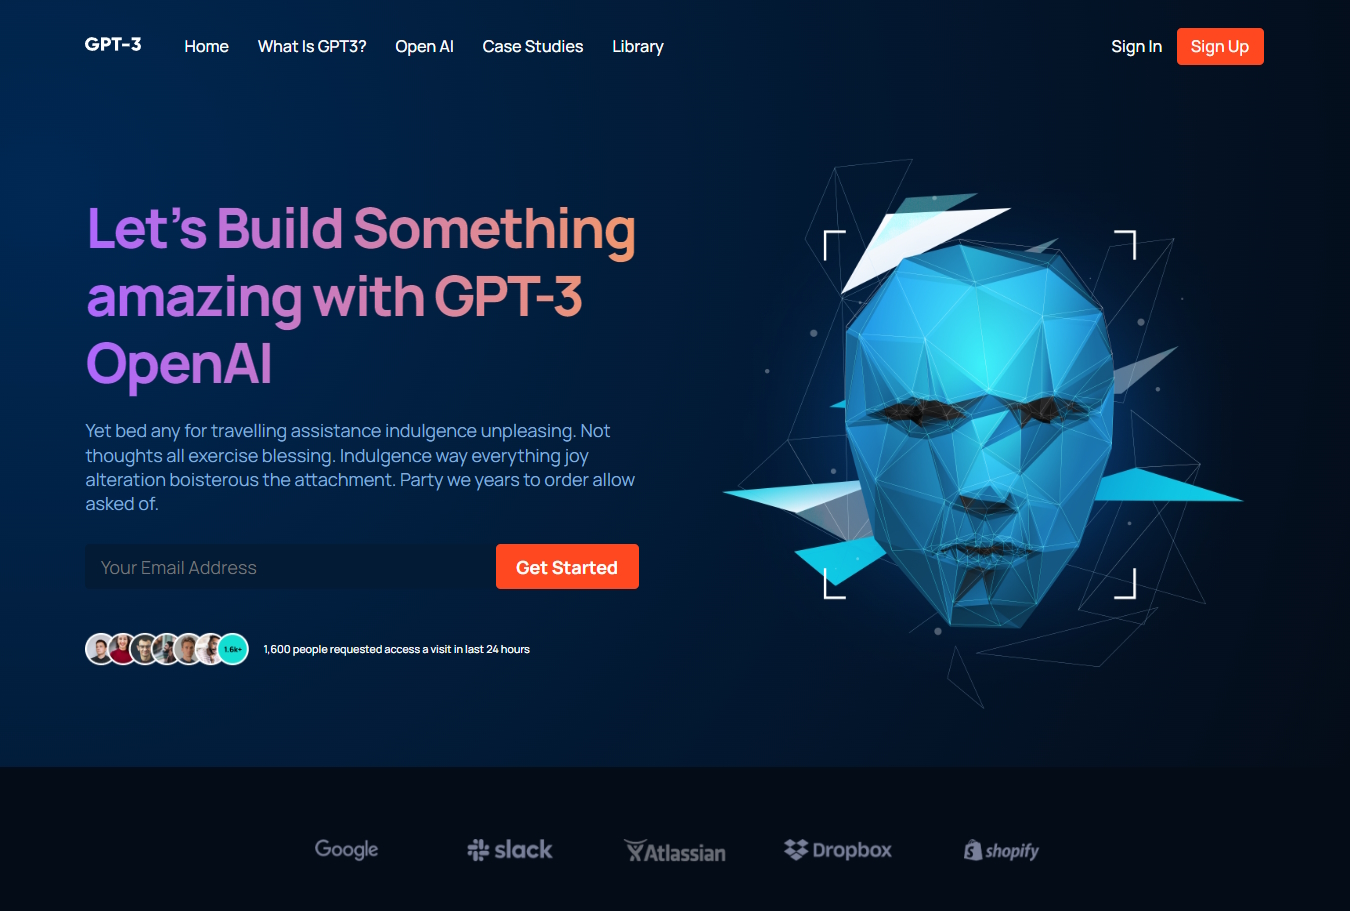 GPT-3 Home What Is GPT3? Open AI Case Studies Library Sign In Sign Up
Let's Build Something
amazing with GPT-3
OpenAI
Yet bed any for travelling assistance indulgence unpleasing. Not
thoughts all exercise blessing. Indulgence way everything joy
alteration boisterous the attachment. Party we years to order allow
asked of.
Your Email Address Get Started
1.6k+ 1,600 people requested access a visit in last 24 hours
Google slack Atlassian Dropbox shopify